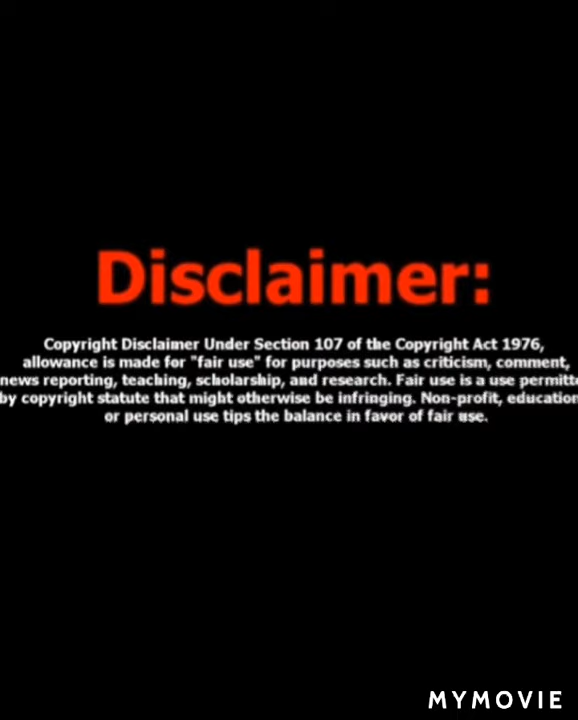 Disclaimer:
Copyright Disclaimer Under Section 107 of the Copyright Act 1976,
allowance is made for "fair use" for purposes such as criticism, comment,
news reporting, teaching, scholarship, and research. Fair use is a use permitte
by copyright statute that might otherwise be infringing. Non-profit, education
or personal use tips the balance in favor of fair use.
MYMOVIE